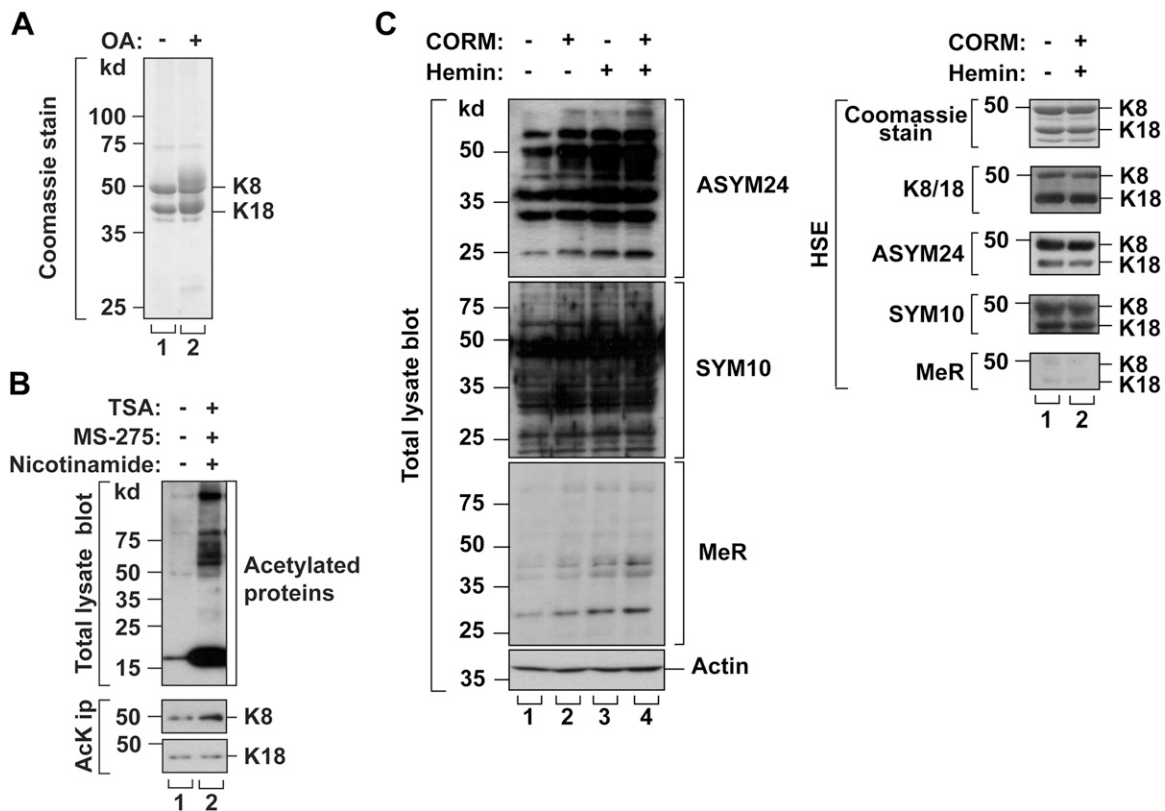 A
OA: - +
kd
100
75
50
35
25
Coomassie stain
K8
K18
1 2
B
TSA: - +
MS-275: - +
Nicotinamide: - +
kd
75
50
35
25
15
Total lysate blot
Acetylated
proteins
AcK ip
50
K8
50
K18
1 2
C
CORM: - + - +
Hemin: - - + +
kd
Total lysate blot
50
35
25
ASYM24
75
50
35
25
SYM10
75
50
35
25
MeR
35
Actin
1 2 3 4
CORM: - +
Hemin: - +
HSE
Coomassie
stain
50
K8
K18
K8/18
50
K8
K18
ASYM24
50
K8
K18
SYM10
50
K8
K18
MeR
50
K8
K18
1 2